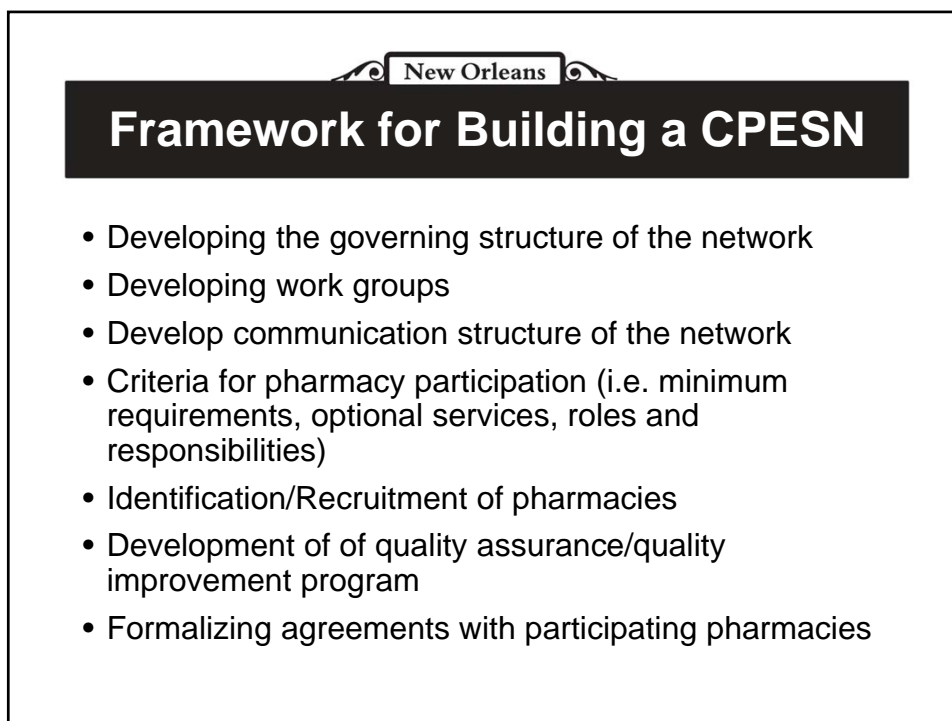 New Orleans
Framework for Building a CPESN
• Developing the governing structure of the network
• Developing work groups
• Develop communication structure of the network
• Criteria for pharmacy participation (i.e. minimum
requirements, optional services, roles and
responsibilities)
• Identification/Recruitment of pharmacies
• Development of of quality assurance/quality
improvement program
• Formalizing agreements with participating pharmacies